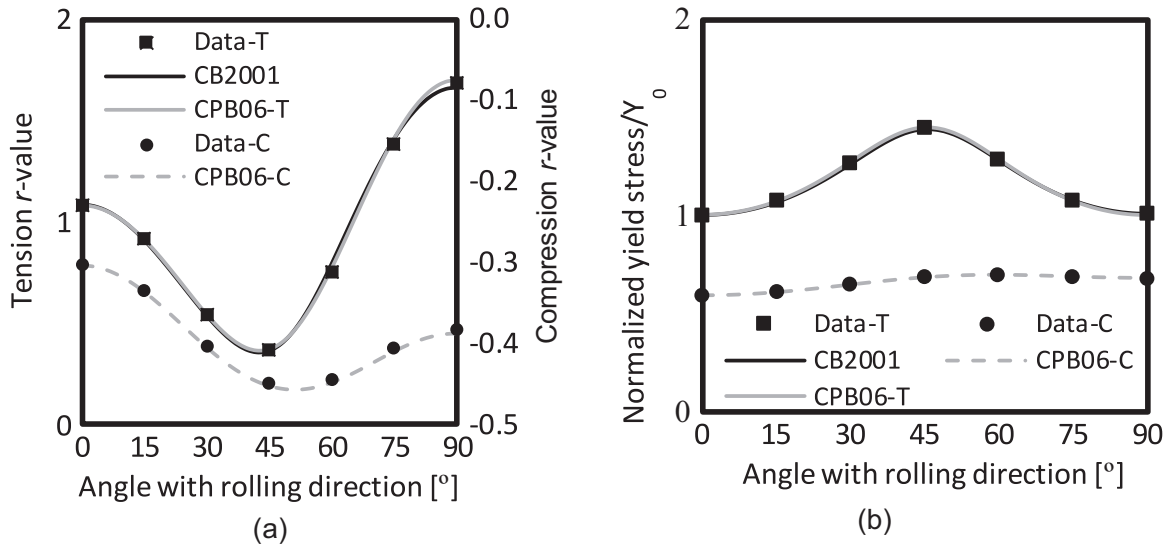 2
1
0
Tension r-value
Data-T
CB2001
CPB06-T
Data-C
CPB06-C
0.0
-0.1
-0.2
-0.3
-0.4
-0.5
Compression r-value
0 15 30 45 60 75 90
Angle with rolling direction [°]
(a)
2
1
0
Normalized yield stress/Y0
Data-T Data-C
CB2001 CPB06-C
CPB06-T
0 15 30 45 60 75 90
Angle with rolling direction [°]
(b)